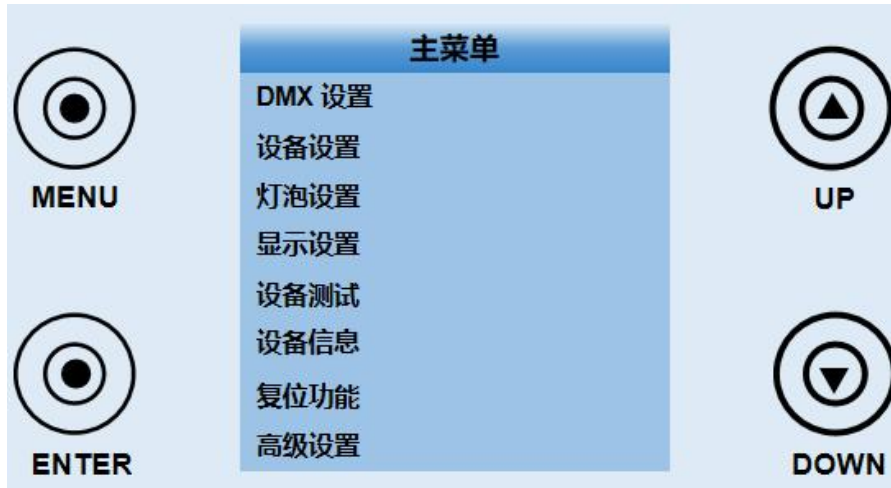 主菜单
DMX 设置
设备设置
MENU
灯泡设置
UP
显示设置
设备测试
设备信息
复位功能
高级设置
ENTER
DOWN